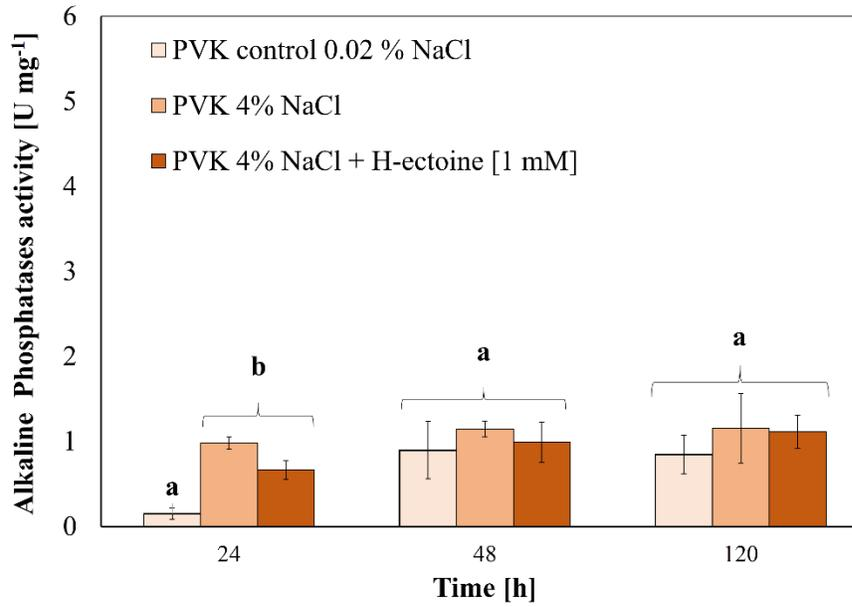 Alkaline Phosphatases activity [U mg-1]
6
5
4
3
2
1
0
PVK control 0.02 % NaCl
PVK 4% NaCl
PVK 4% NaCl + H-ectoine [1 mM]
a
b
a
a
24
48
120
Time [h]